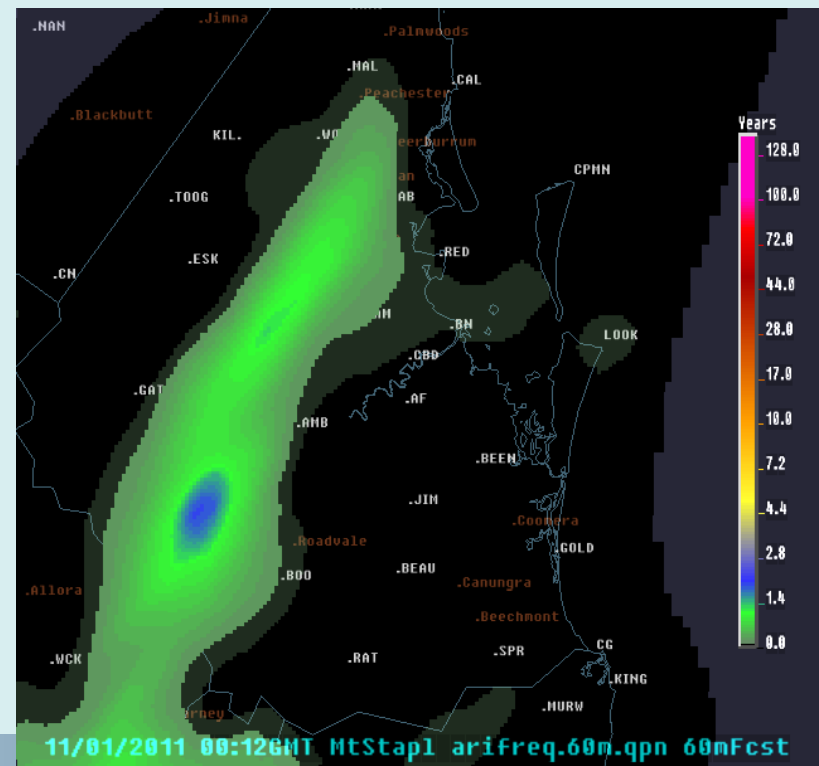 .NAN
.Jimna
.Palmwoods
.MAL
.CAL
.Peachester
.Blackbutt
KIL.
CPMN
.TOOG
AB
.RED
.ESK
.CN
.BN
LOOK
.CBD
.GAT
.AF
.AMB
.BEEN
.JIM
.Coomera
.Roadvale
.GOLD
.BOO
.BEAU
.Canungra
.Allora
.Beechmont
.WCK
.RAT
.SPR
CG
.KING
.MURW
Years
128.0
100.0
72.0
44.0
28.0
17.0
10.0
7.2
4.4
2.8
1.4
0.0
11/01/2011 00:12GMT MtStapl arifreq.60m.qpn 60mFcst